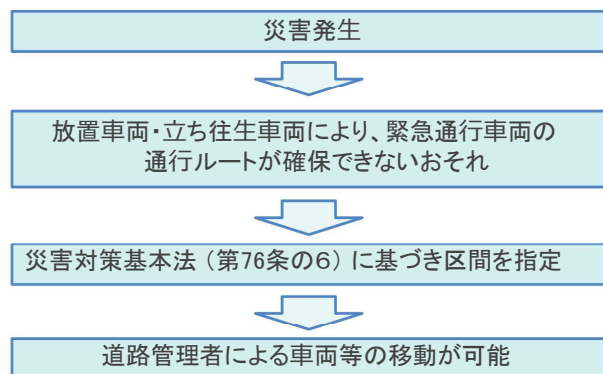 災害発生
放置車両・立ち往生車両により、緊急通行車両の
通行ルートが確保できないおそれ
災害対策基本法（第76条の６）に基づき区間を指定
道路管理者による車両等の移動が可能